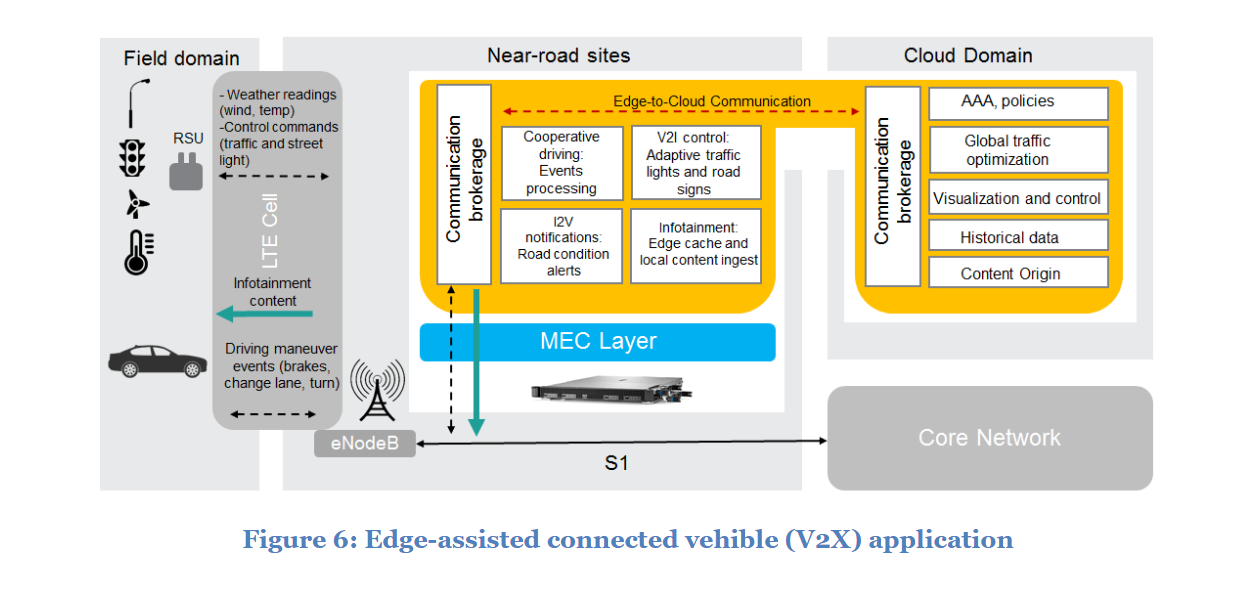 Field domain
Near-road sites
Cloud Domain
- Weather readings
(wind, temp)
-Control commands
(traffic and street
light)
RSU
LTE Cell
Infotainment
content
Driving maneuver
events (brakes,
change lane, turn)
eNodeB
Communication
brokerage
Edge-to-Cloud Communication
Cooperative
driving:
Events
processing
V2I control:
Adaptive traffic
lights and road
signs
I2V
notifications:
Road condition
alerts
Infotainment:
Edge cache and
local content ingest
MEC Layer
S1
Communication
brokerage
AAA, policies
Global traffic
optimization
Visualization and control
Historical data
Content Origin
Core Network
Figure 6: Edge-assisted connected vehible (V2X) application